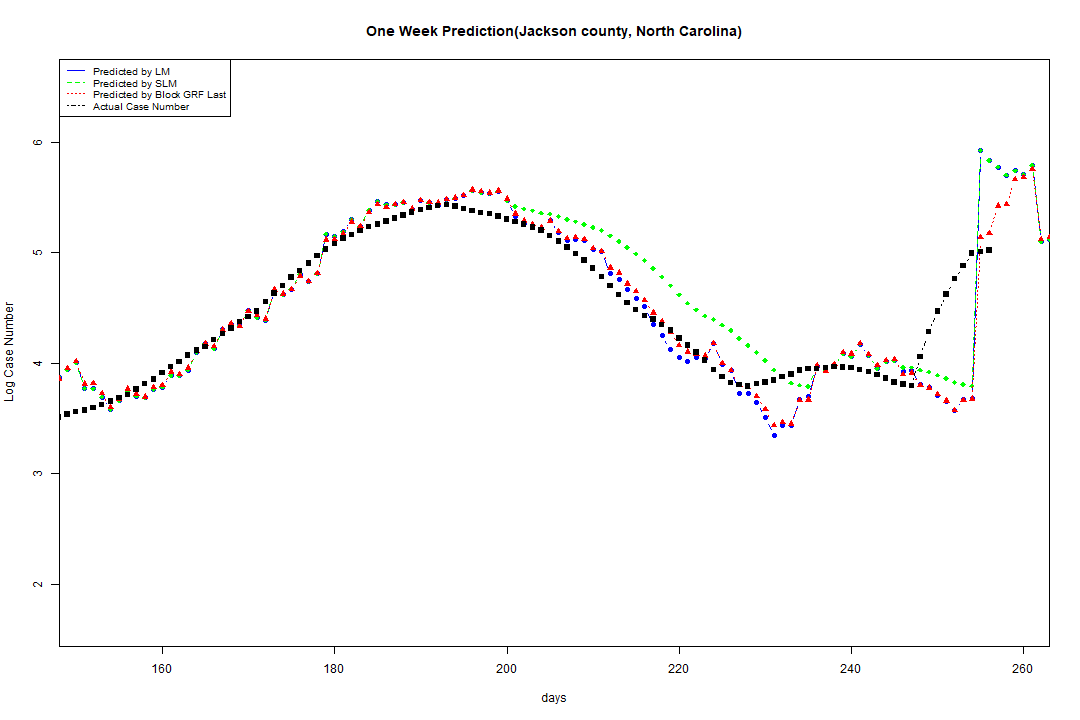 One Week Prediction(Jackson county, North Carolina)
Predicted by LM
Predicted by SLM
Predicted by Block GRF Last
Actual Case Number
6
5
4
3
2
Log Case Number
160 180 200 220 240 260
days